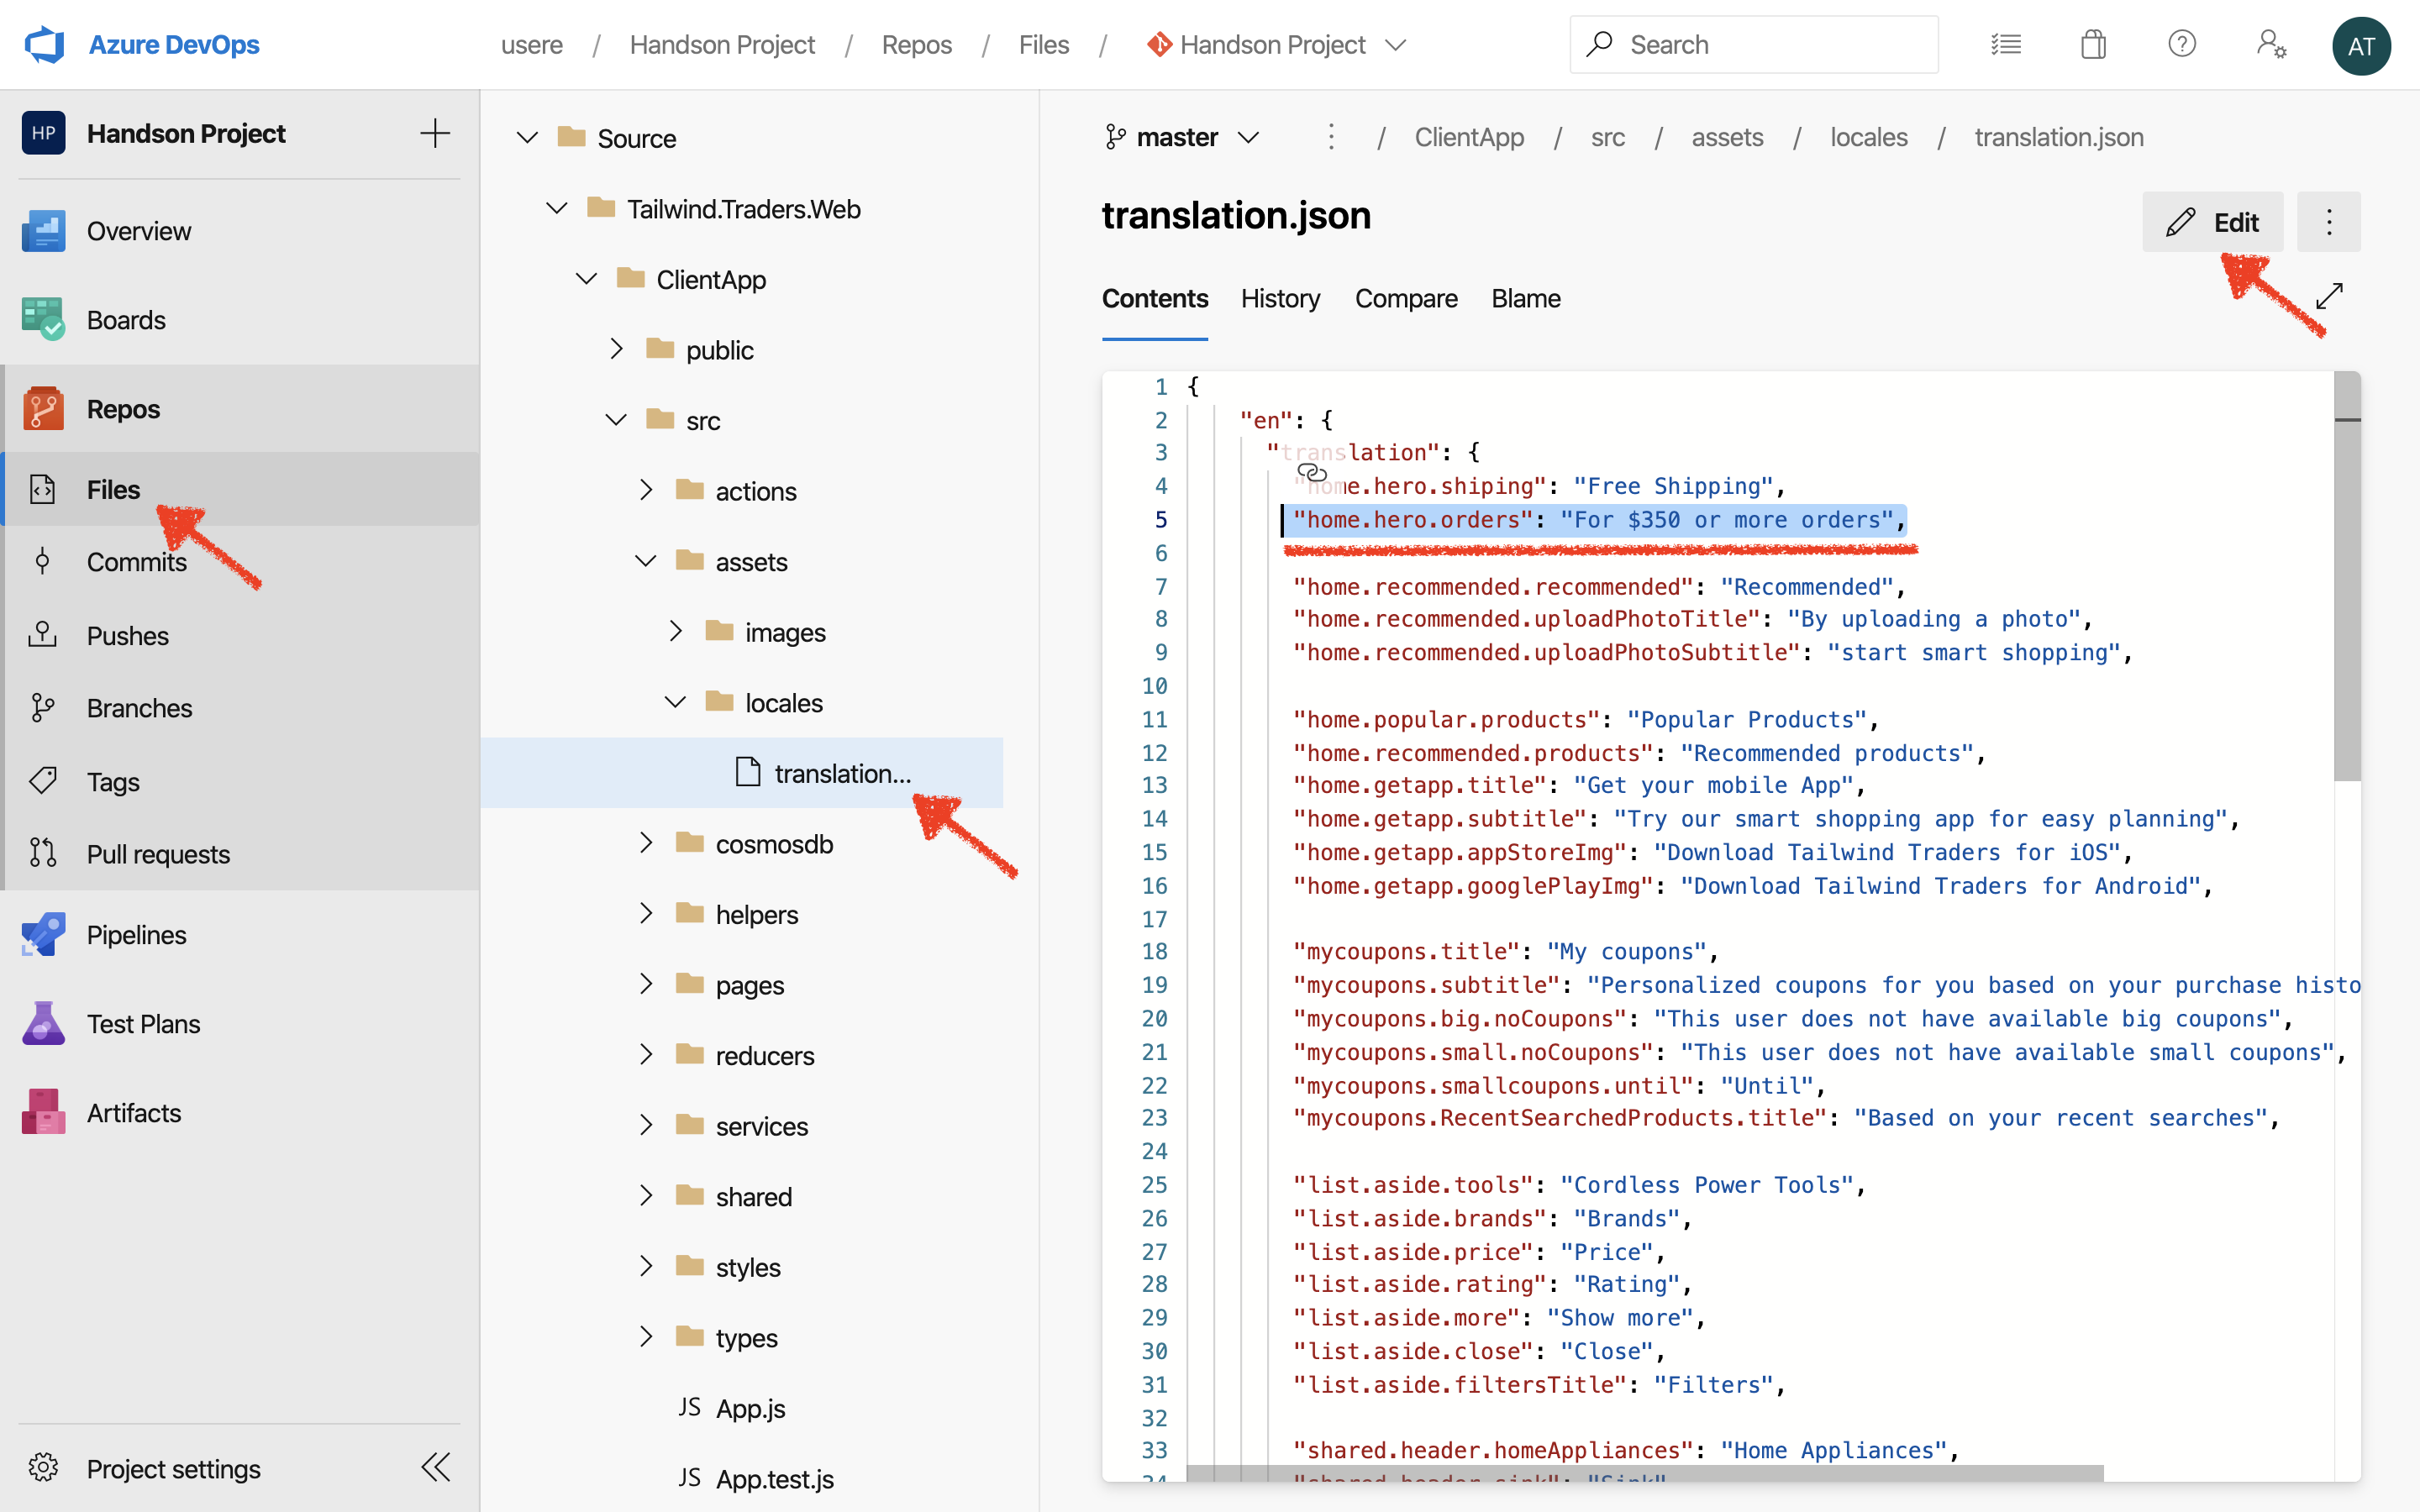 Azure DevOps
usere / Handson Project / Repos / Files / Handson Project
Search
AT
HP Handson Project
Overview
Boards
Repos
Files
Commits
Pushes
Branches
Tags
Pull requests
Pipelines
Test Plans
Artifacts
Project settings
Source
Tailwind.Traders.Web
ClientApp
public
src
actions
assets
images
locales
translation...
cosmosdb
helpers
pages
reducers
services
shared
styles
types
JS App.js
JS App.test.js
master / ClientApp / src / assets / locales / translation.json
translation.json
Edit
Contents History Compare Blame
1 {
2 "en": {
3 "translation": {
4 "home.hero.shiping": "Free Shipping",
5 "home.hero.orders": "For $350 or more orders",
6
7 "home.recommended.recommended": "Recommended",
8 "home.recommended.uploadPhotoTitle": "By uploading a photo",
9 "home.recommended.uploadPhotoSubtitle": "start smart shopping",
10
11 "home.popular.products": "Popular Products",
12 "home.recommended.products": "Recommended products",
13 "home.getapp.title": "Get your mobile App",
14 "home.getapp.subtitle": "Try our smart shopping app for easy planning",
15 "home.getapp.appStoreImg": "Download Tailwind Traders for iOS",
16 "home.getapp.googlePlayImg": "Download Tailwind Traders for Android",
17
18 "mycoupons.title": "My coupons",
19 "mycoupons.subtitle": "Personalized coupons for you based on your purchase histo
20 "mycoupons.big.noCoupons": "This user does not have available big coupons",
21 "mycoupons.small.noCoupons": "This user does not have available small coupons",
22 "mycoupons.smallcoupons.until": "Until",
23 "mycoupons.RecentSearchedProducts.title": "Based on your recent searches",
24
25 "list.aside.tools": "Cordless Power Tools",
26 "list.aside.brands": "Brands",
27 "list.aside.price": "Price",
28 "list.aside.rating": "Rating",
29 "list.aside.more": "Show more",
30 "list.aside.close": "Close",
31 "list.aside.filtersTitle": "Filters",
32
33 "shared.header.homeAppliances": "Home Appliances",
34 "shared.header.sink": "Sink"